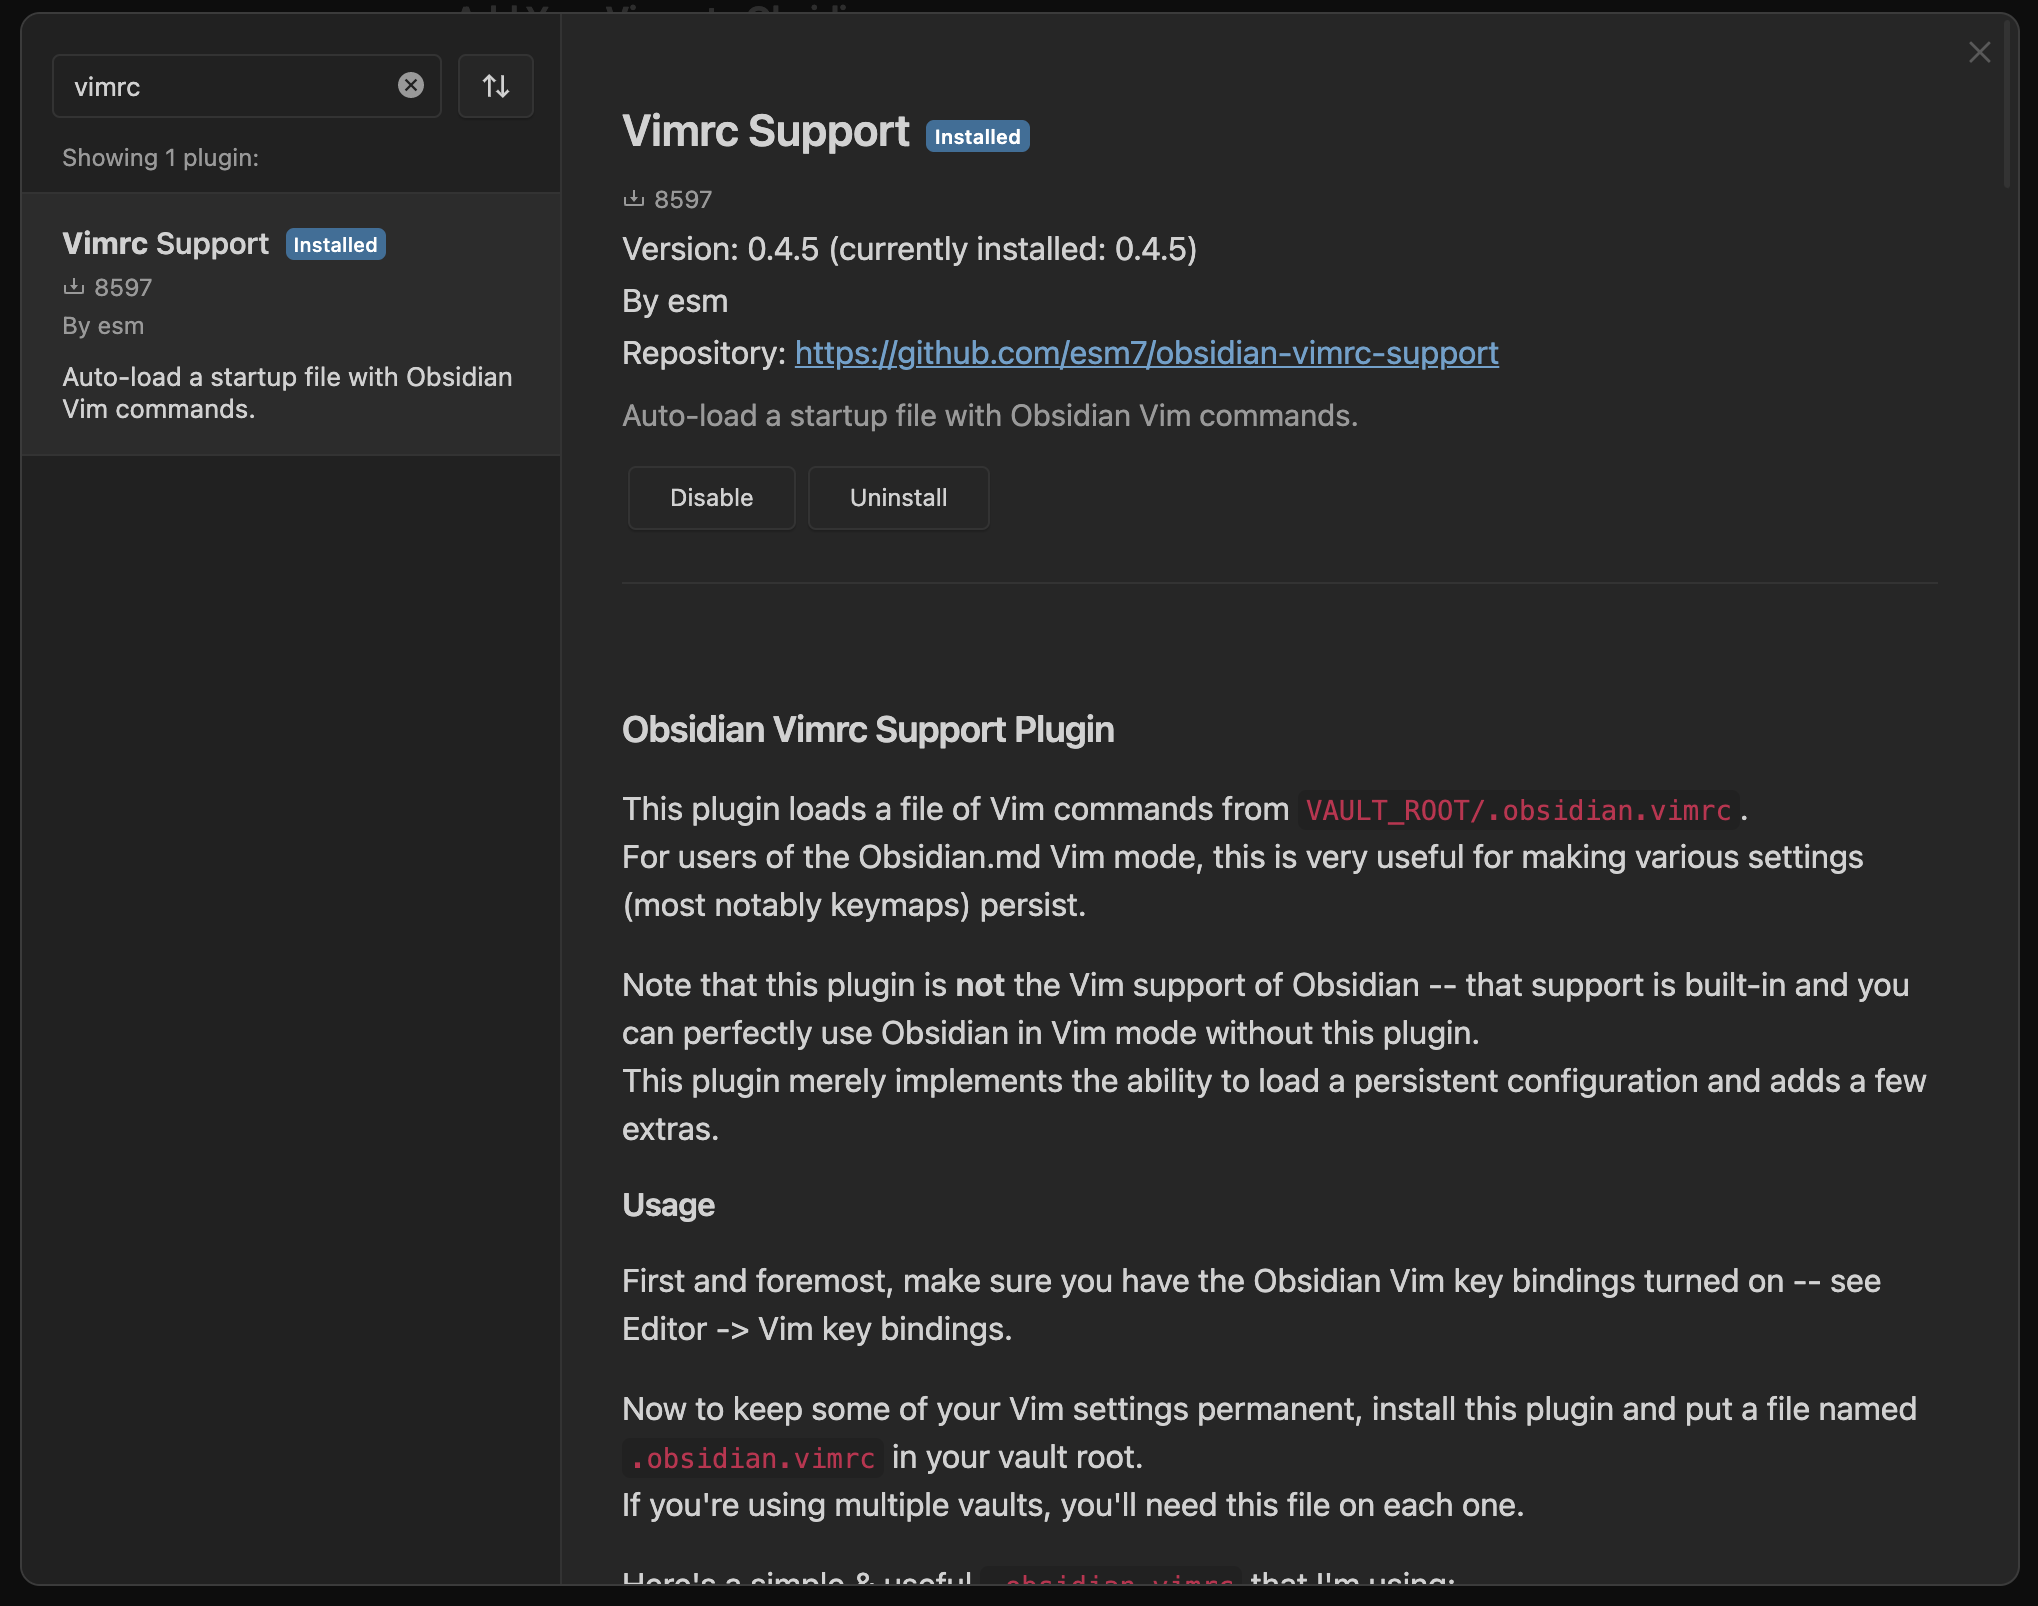 vimrc
Showing 1 plugin:
Vimrc Support Installed
8597
By esm
Auto-load a startup file with Obsidian
Vim commands.
Vimrc Support Installed
8597
Version: 0.4.5 (currently installed: 0.4.5)
By esm
Repository: https://github.com/esm7/obsidian-vimrc-support
Auto-load a startup file with Obsidian Vim commands.
Disable Uninstall
Obsidian Vimrc Support Plugin
This plugin loads a file of Vim commands from VAULT_ROOT/.obsidian.vimrc.
For users of the Obsidian.md Vim mode, this is very useful for making various settings
(most notably keymaps) persist.
Note that this plugin is not the Vim support of Obsidian -- that support is built-in and you
can perfectly use Obsidian in Vim mode without this plugin.
This plugin merely implements the ability to load a persistent configuration and adds a few
extras.
Usage
First and foremost, make sure you have the Obsidian Vim key bindings turned on -- see
Editor -> Vim key bindings.
Now to keep some of your Vim settings permanent, install this plugin and put a file named
.obsidian.vimrc in your vault root.
If you're using multiple vaults, you'll need this file on each one.
Here's a simple & useful .obsidian.vimrc that I'm using: